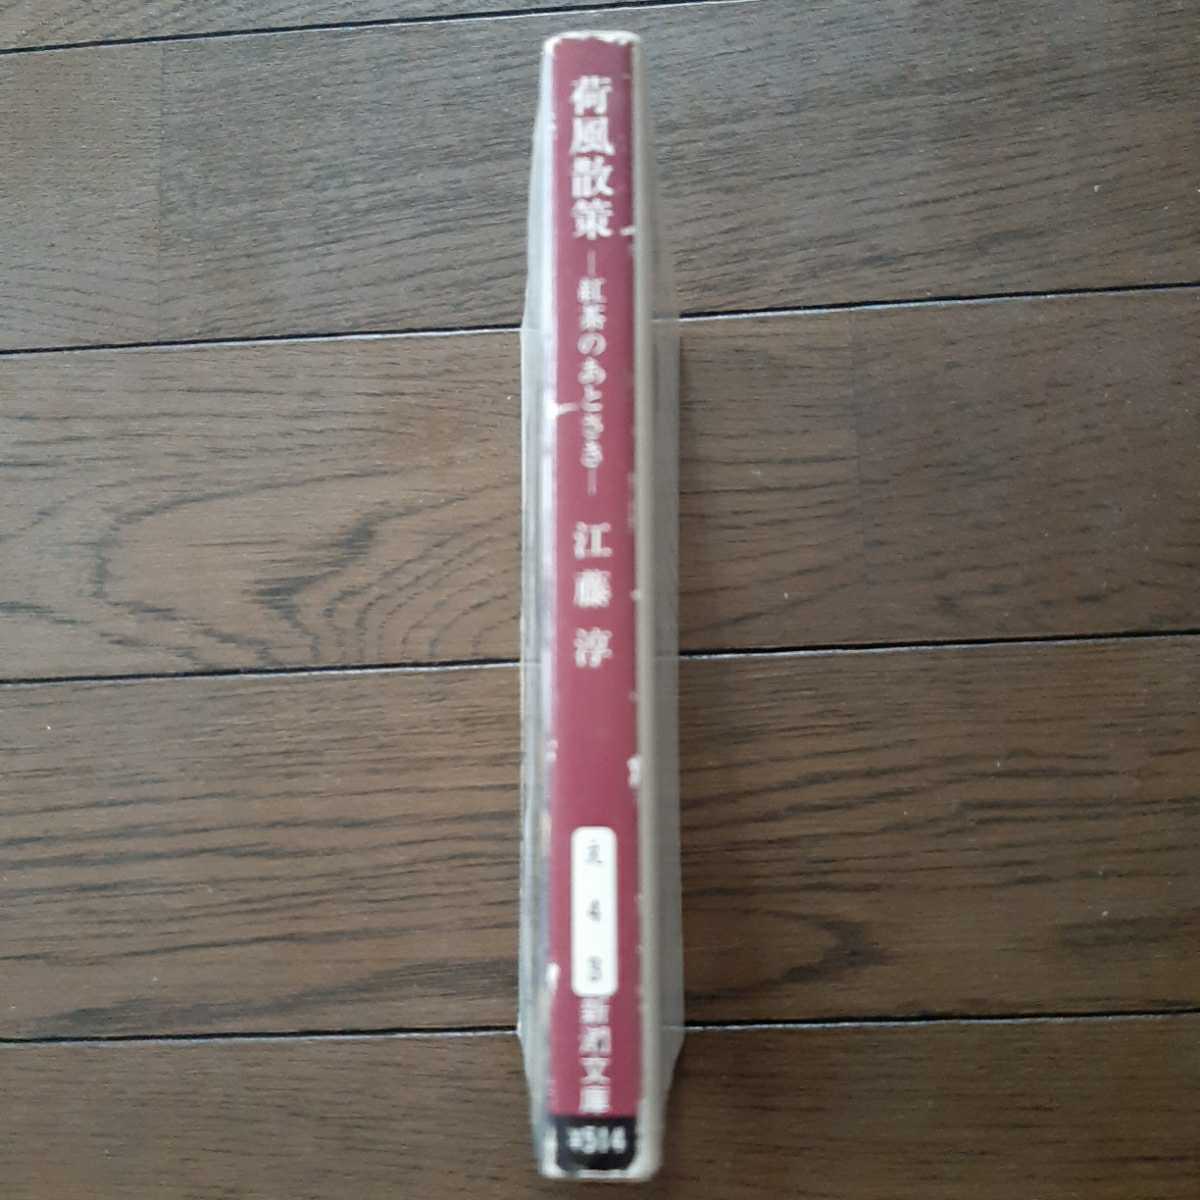 荷風散策
―紅茶のあとさき―
江藤 淳
え
4
3
新潮文庫
¥514